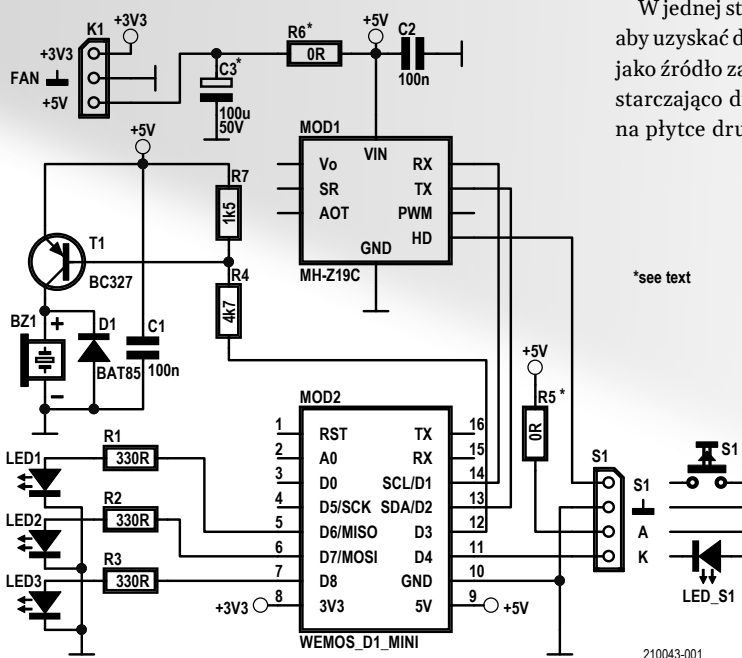 W jednej st
aby uzyskać d
jako źródło za
starczająco d
na płytce dru
K1
+3V3
+3V3
FAN
+5V
R6*
0R
+5V
C2
100n
C3*
100u
50V
+5V
MOD1
VIN
Vo
SR
AOT
RX
TX
PWM
HD
GND
MH-Z19C
R7
1k5
R4
4k7
T1
BC327
BZ1
+
–
D1
BAT85
C1
100n
*see text
+5V
R5*
0R
MOD2
1 RST TX 16
2 A0 RX 15
3 D0 SCL/D1 14
4 D5/SCK SDA/D2 13
5 D6/MISO D3 12
6 D7/MOSI D4 11
7 D8 GND 10
8 3V3 5V 9
+3V3
+5V
WEMOS_D1_MINI
LED1
R1
330R
LED2
R2
330R
LED3
R3
330R
S1
S1
A
K
S1
LED_S1
210043-001